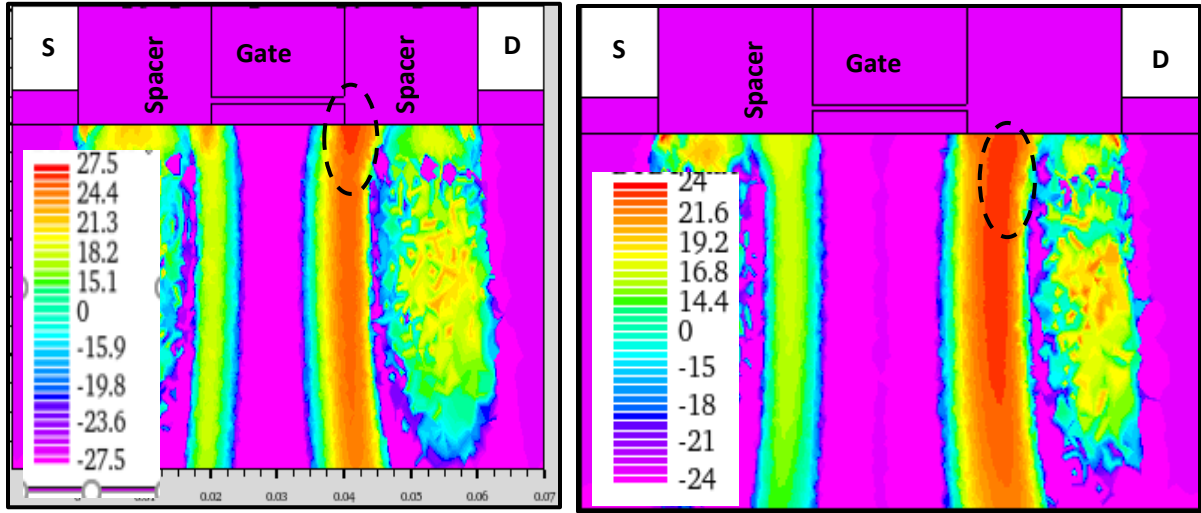 S
Spacer
Gate
Spacer
D
27.5
24.4
21.3
18.2
15.1
0
-15.9
-19.8
-23.6
-27.5
0.02
0.03
0.04
0.05
0.06
0.07
S
Spacer
Gate
D
24
21.6
19.2
16.8
14.4
0
-15
-18
-21
-24